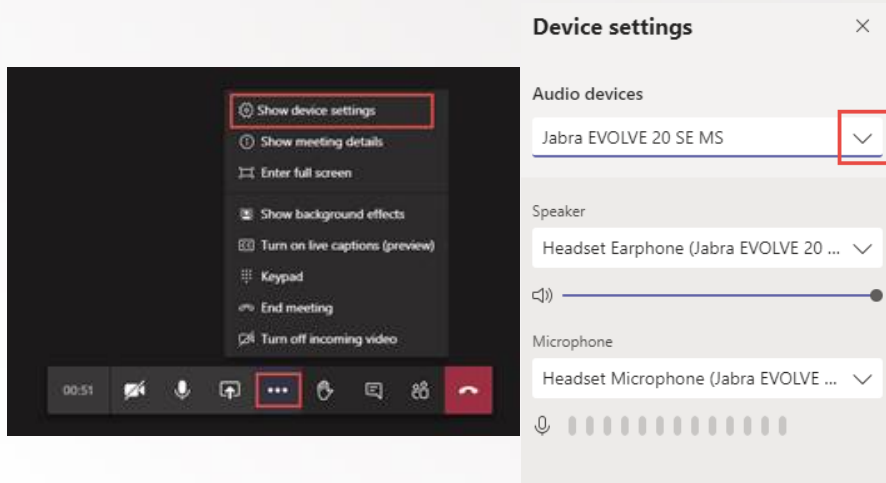 Show device settings
Show meeting details
Enter full screen
Show background effects
CC Turn on live captions (preview)
Keypad
End meeting
Turn off incoming video
00:51
Device settings
Audio devices
Jabra EVOLVE 20 SE MS
Speaker
Headset Earphone (Jabra EVOLVE 20 ...
Microphone
Headset Microphone (Jabra EVOLVE ...